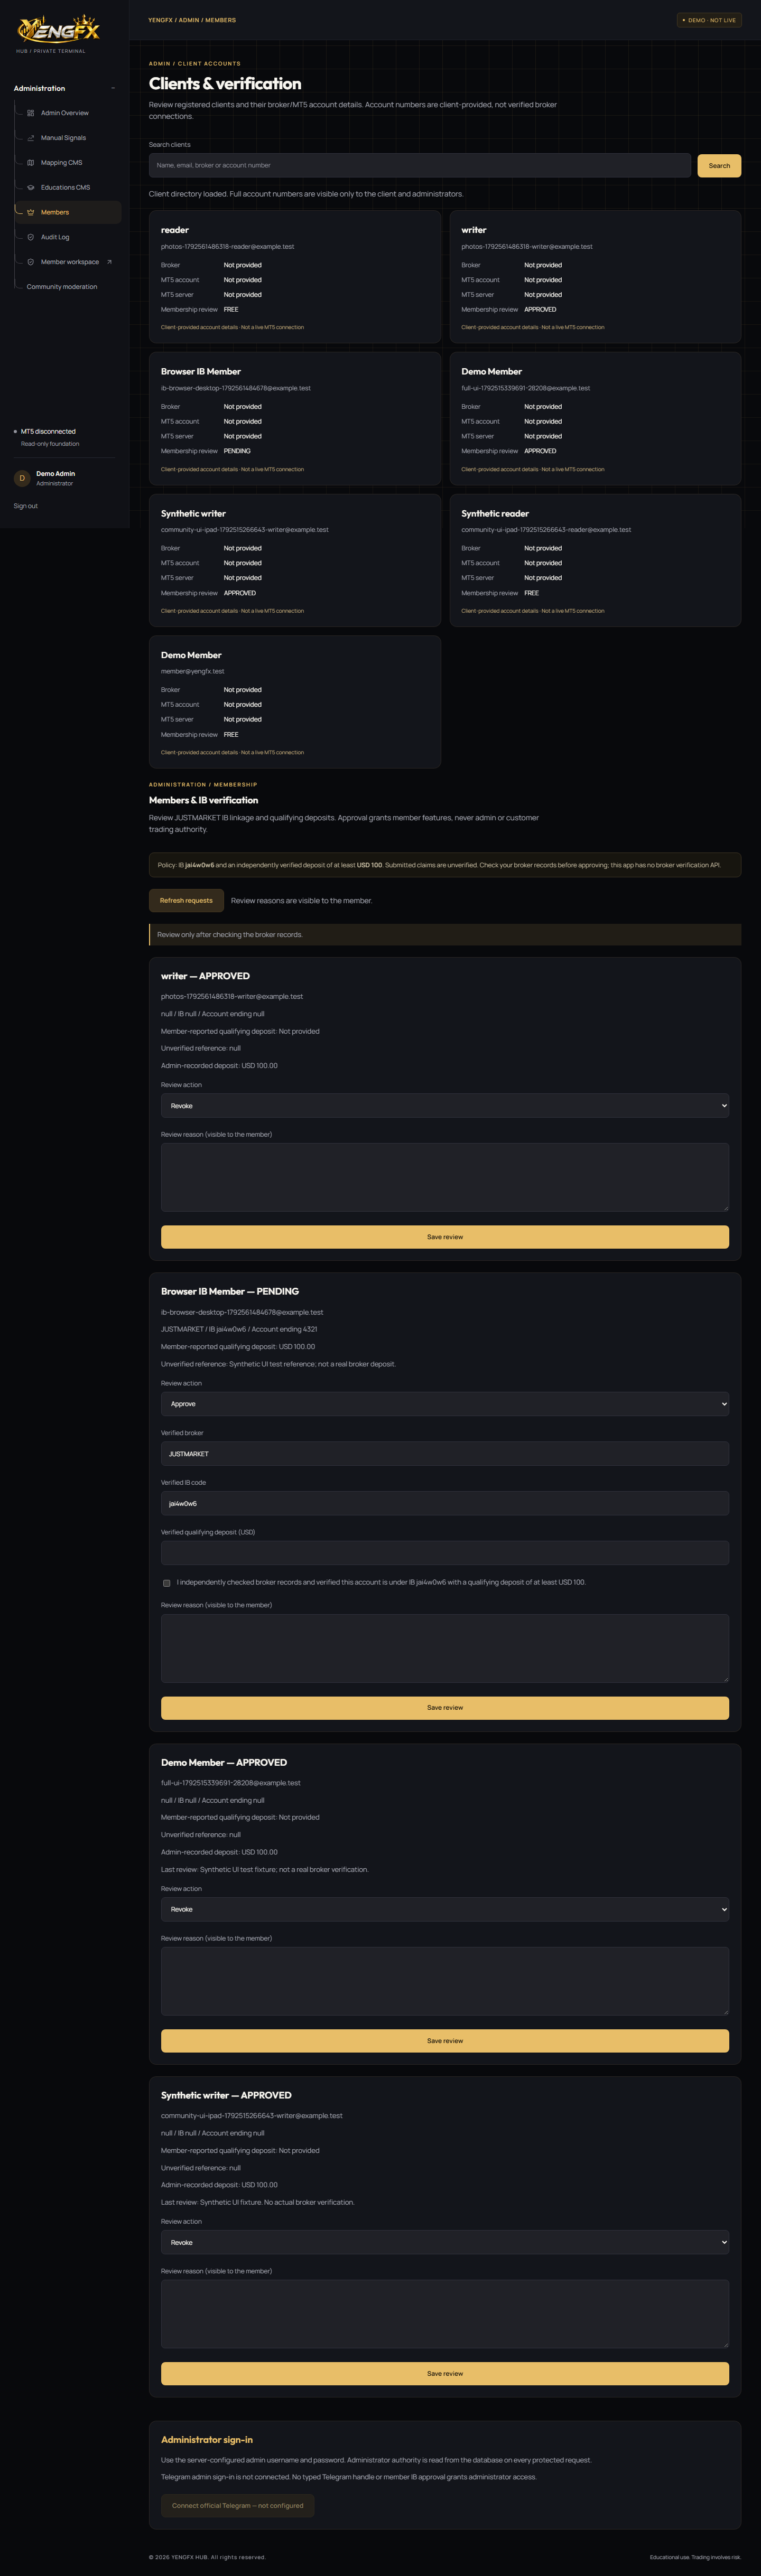 YENGFX
HUB / PRIVATE TERMINAL
Administration
Admin Overview
Manual Signals
Mapping CMS
Educations CMS
Members
Audit Log
Member workspace
Community moderation
MT5 disconnected
Read-only foundation
D
Demo Admin
Administrator
Sign out
YENGFX / ADMIN / MEMBERS
DEMO · NOT LIVE
ADMIN / CLIENT ACCOUNTS
Clients & verification
Review registered clients and their broker/MT5 account details. Account numbers are client-provided, not verified broker
connections.
Search clients
Name, email, broker or account number
Search
Client directory loaded. Full account numbers are visible only to the client and administrators.
reader
photos-1792561486318-reader@example.test
Broker Not provided
MT5 account Not provided
MT5 server Not provided
Membership review FREE
Client-provided account details · Not a live MT5 connection
writer
photos-1792561486318-writer@example.test
Broker Not provided
MT5 account Not provided
MT5 server Not provided
Membership review APPROVED
Client-provided account details · Not a live MT5 connection
Browser IB Member
ib-browser-desktop-1792561484678@example.test
Broker Not provided
MT5 account Not provided
MT5 server Not provided
Membership review PENDING
Client-provided account details · Not a live MT5 connection
Demo Member
full-ui-1792515339691-28208@example.test
Broker Not provided
MT5 account Not provided
MT5 server Not provided
Membership review APPROVED
Client-provided account details · Not a live MT5 connection
Synthetic writer
community-ui-ipad-1792515266643-writer@example.test
Broker Not provided
MT5 account Not provided
MT5 server Not provided
Membership review APPROVED
Client-provided account details · Not a live MT5 connection
Synthetic reader
community-ui-ipad-1792515266643-reader@example.test
Broker Not provided
MT5 account Not provided
MT5 server Not provided
Membership review FREE
Client-provided account details · Not a live MT5 connection
Demo Member
member@yengfx.test
Broker Not provided
MT5 account Not provided
MT5 server Not provided
Membership review FREE
Client-provided account details · Not a live MT5 connection
ADMINISTRATION / MEMBERSHIP
Members & IB verification
Review JUSTMARKET IB linkage and qualifying deposits. Approval grants member features, never admin or customer
trading authority.
Policy: IB jai4w0w6 and an independently verified deposit of at least USD 100. Submitted claims are unverified. Check your broker records before approving; this app has no broker verification API.
Refresh requests
Review reasons are visible to the member.
Review only after checking the broker records.
writer — APPROVED
photos-1792561486318-writer@example.test
null / IB null / Account ending null
Member-reported qualifying deposit: Not provided
Unverified reference: null
Admin-recorded deposit: USD 100.00
Review action
Revoke
Review reason (visible to the member)
Save review
Browser IB Member — PENDING
ib-browser-desktop-1792561484678@example.test
JUSTMARKET / IB jai4w0w6 / Account ending 4321
Member-reported qualifying deposit: USD 100.00
Unverified reference: Synthetic UI test reference; not a real broker deposit.
Review action
Approve
Verified broker
JUSTMARKET
Verified IB code
jai4w0w6
Verified qualifying deposit (USD)
I independently checked broker records and verified this account is under IB jai4w0w6 with a qualifying deposit of at least USD 100.
Review reason (visible to the member)
Save review
Demo Member — APPROVED
full-ui-1792515339691-28208@example.test
null / IB null / Account ending null
Member-reported qualifying deposit: Not provided
Unverified reference: null
Admin-recorded deposit: USD 100.00
Last review: Synthetic UI test fixture; not a real broker verification.
Review action
Revoke
Review reason (visible to the member)
Save review
Synthetic writer — APPROVED
community-ui-ipad-1792515266643-writer@example.test
null / IB null / Account ending null
Member-reported qualifying deposit: Not provided
Unverified reference: null
Admin-recorded deposit: USD 100.00
Last review: Synthetic UI fixture. No actual broker verification.
Review action
Revoke
Review reason (visible to the member)
Save review
Administrator sign-in
Use the server-configured admin username and password. Administrator authority is read from the database on every protected request.
Telegram admin sign-in is not connected. No typed Telegram handle or member IB approval grants administrator access.
Connect official Telegram — not configured
© 2026 YENGFX HUB. All rights reserved.
Educational use. Trading involves risk.